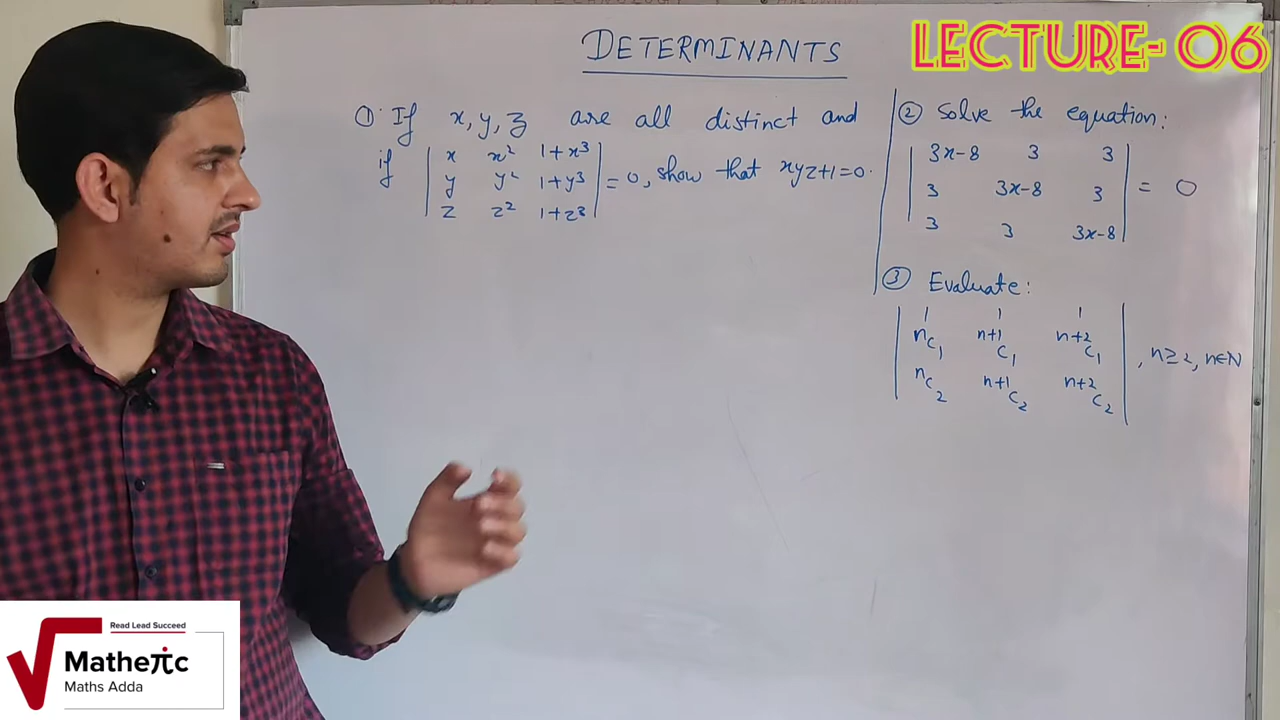 DETERMINANTS
LECTURE- 06
① If x, y, z are all distinct and
if | x x² 1+x³ |
| y y² 1+y³ | = 0, show that xyz+1=0.
| z z² 1+z³ |
② Solve the equation:
| 3x-8 3 3 |
| 3 3x-8 3 | = 0
| 3 3 3x-8 |
③ Evaluate:
| 1 1 1 |
| ⁿC₁ ⁿ⁺¹C₁ ⁿ⁺²C₁ | , n≥2, n∈N
| ⁿC₂ ⁿ⁺¹C₂ ⁿ⁺²C₂ |
Read Lead Succeed
Matheπc
Maths Adda